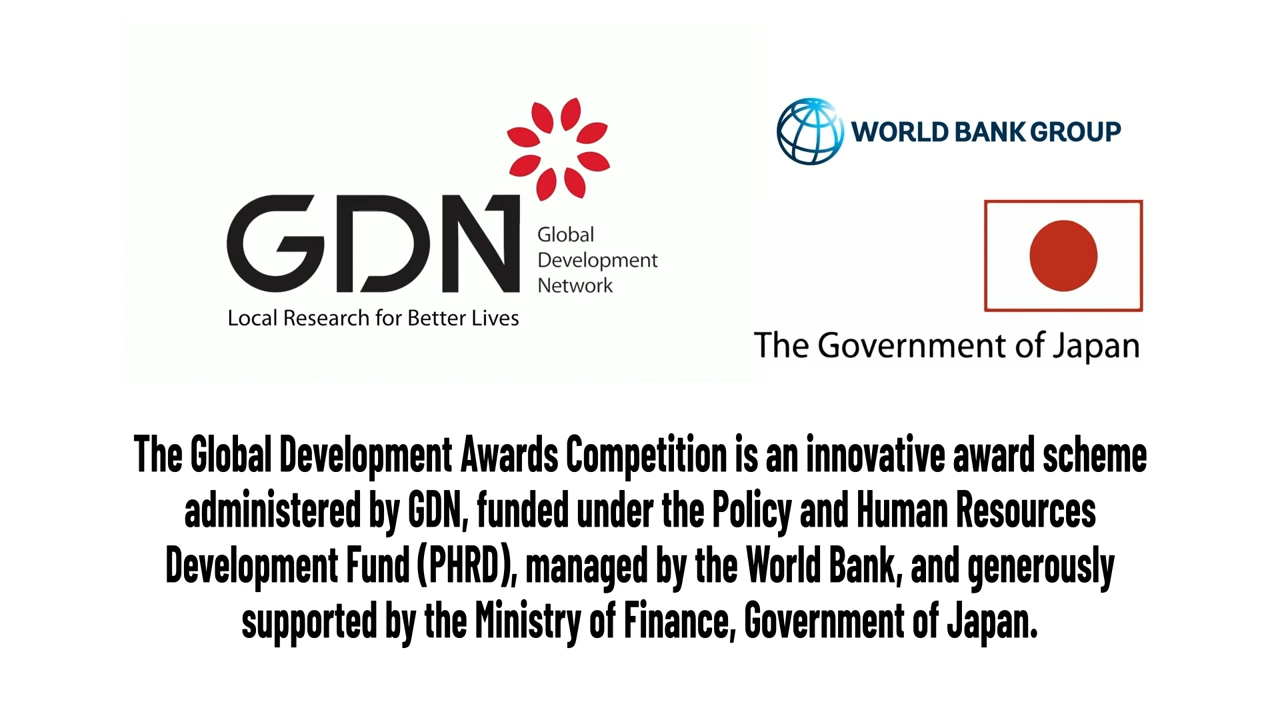 GDN
Global
Development
Network
Local Research for Better Lives
WORLD BANK GROUP
The Government of Japan
The Global Development Awards Competition is an innovative award scheme
administered by GDN, funded under the Policy and Human Resources
Development Fund (PHRD), managed by the World Bank, and generously
supported by the Ministry of Finance, Government of Japan.